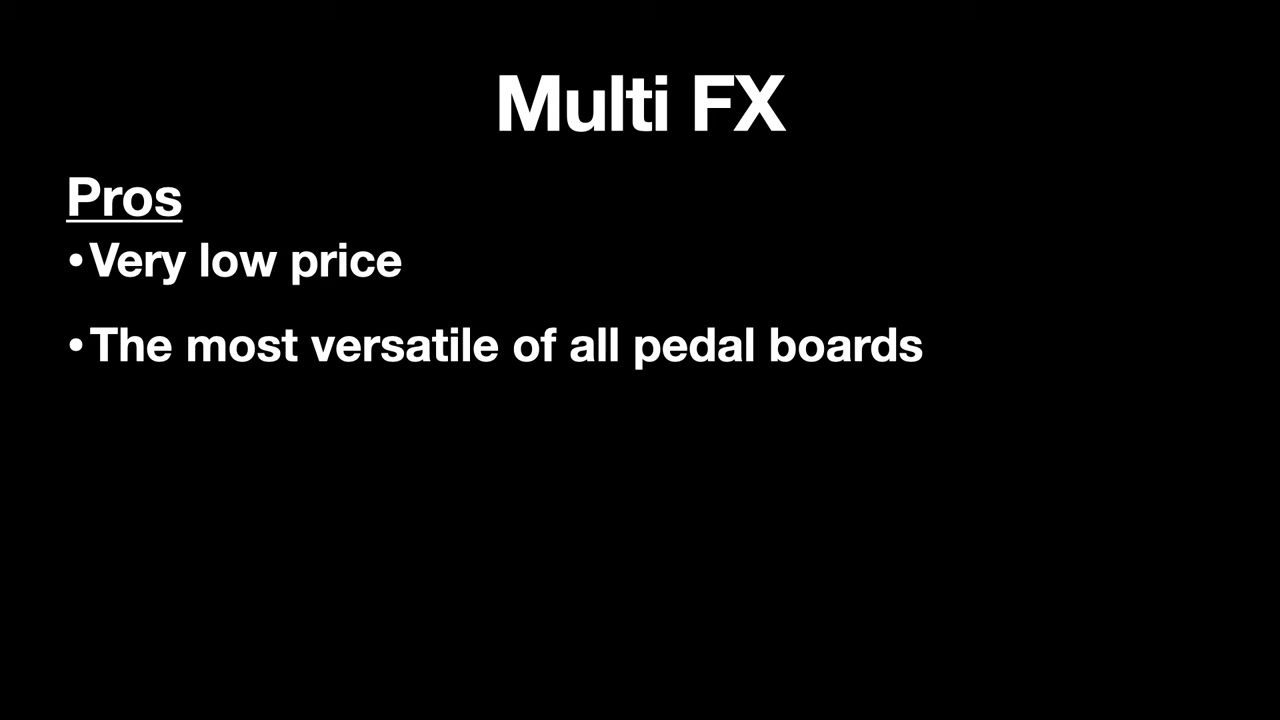 Multi FX
Pros
•Very low price
•The most versatile of all pedal boards